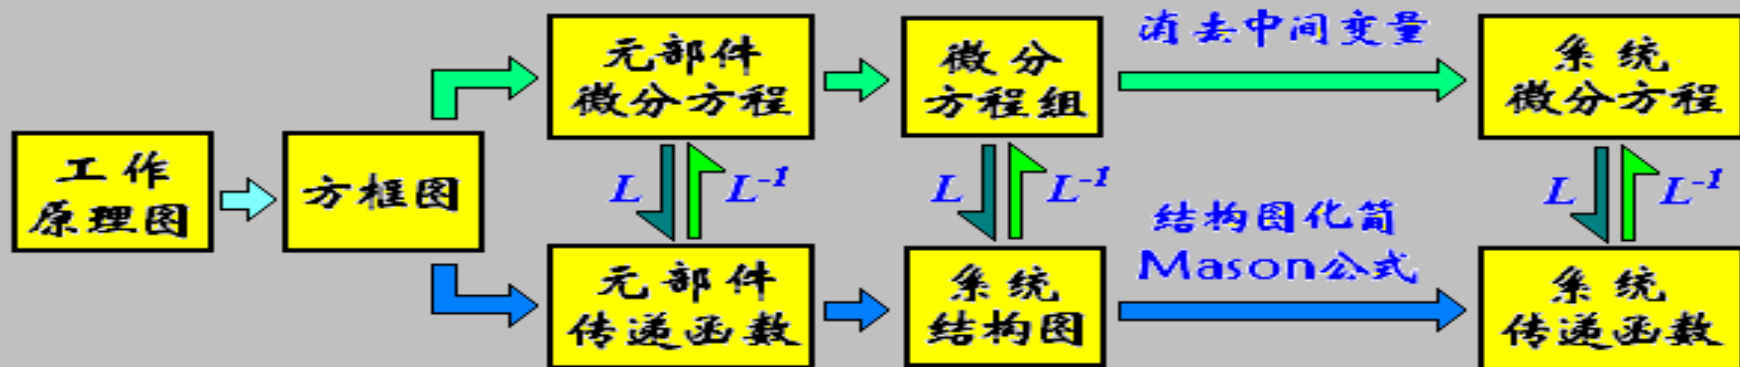 工作
原理图
方框图
元部件
微分方程
微分
方程组
消去中间变量
系统
微分方程
L
L⁻¹
L
L⁻¹
L
L⁻¹
元部件
传递函数
系统
结构图
结构图化简
Mason公式
系统
传递函数